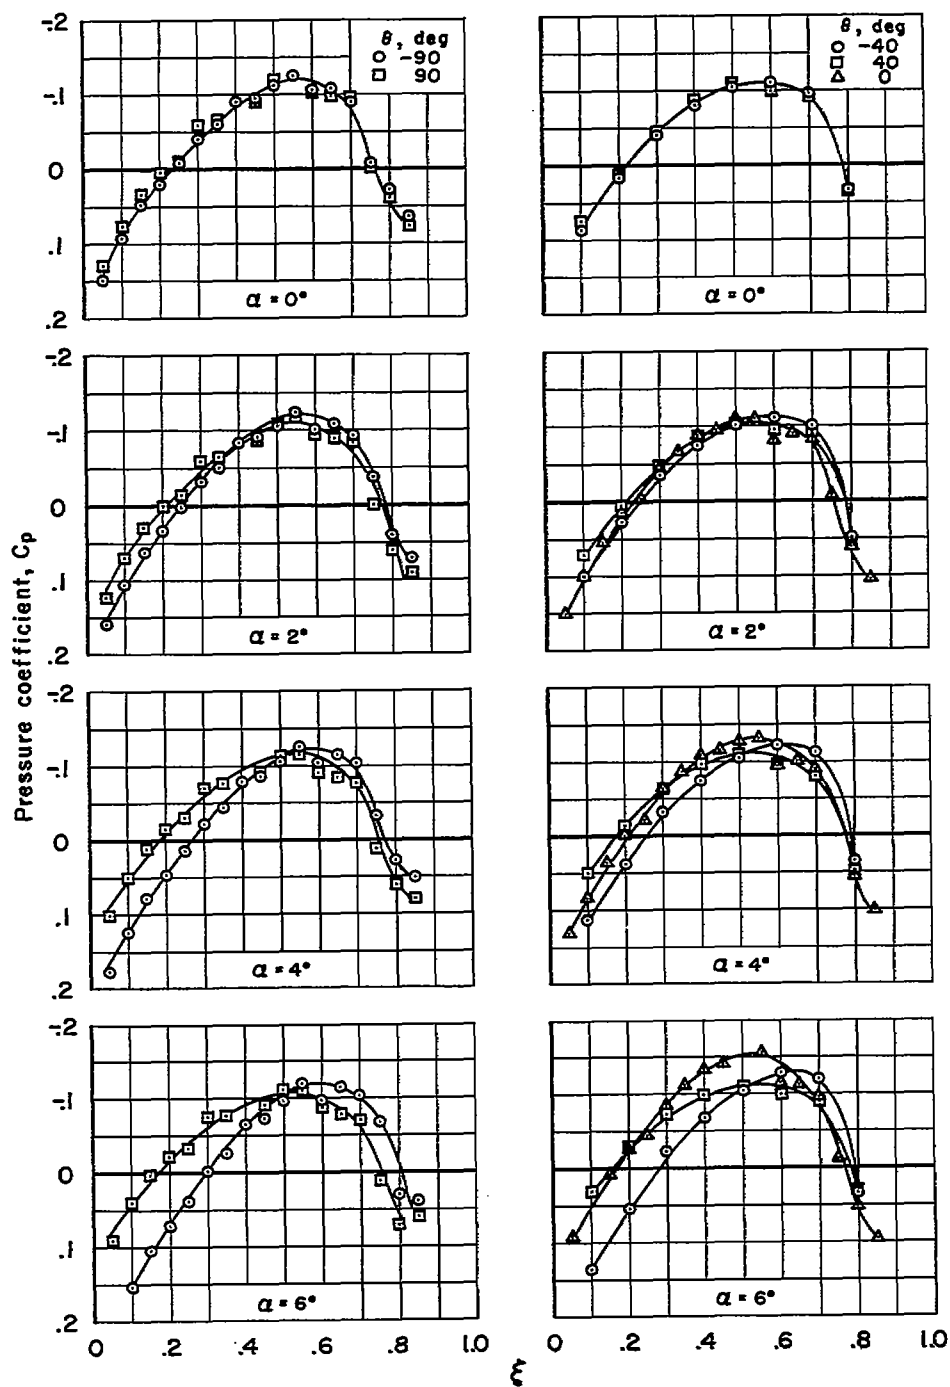 -.2
-.1
0
.1
.2
θ, deg
-90
90
α = 0°
θ, deg
-40
40
0
α = 0°
-.2
-.1
0
.1
.2
α = 2°
α = 2°
Pressure coefficient, Cp
-.2
-.1
0
.1
.2
α = 4°
α = 4°
-.2
-.1
0
.1
.2
α = 6°
α = 6°
0 .2 .4 .6 .8 1.0
0 .2 .4 .6 .8 1.0
ξ